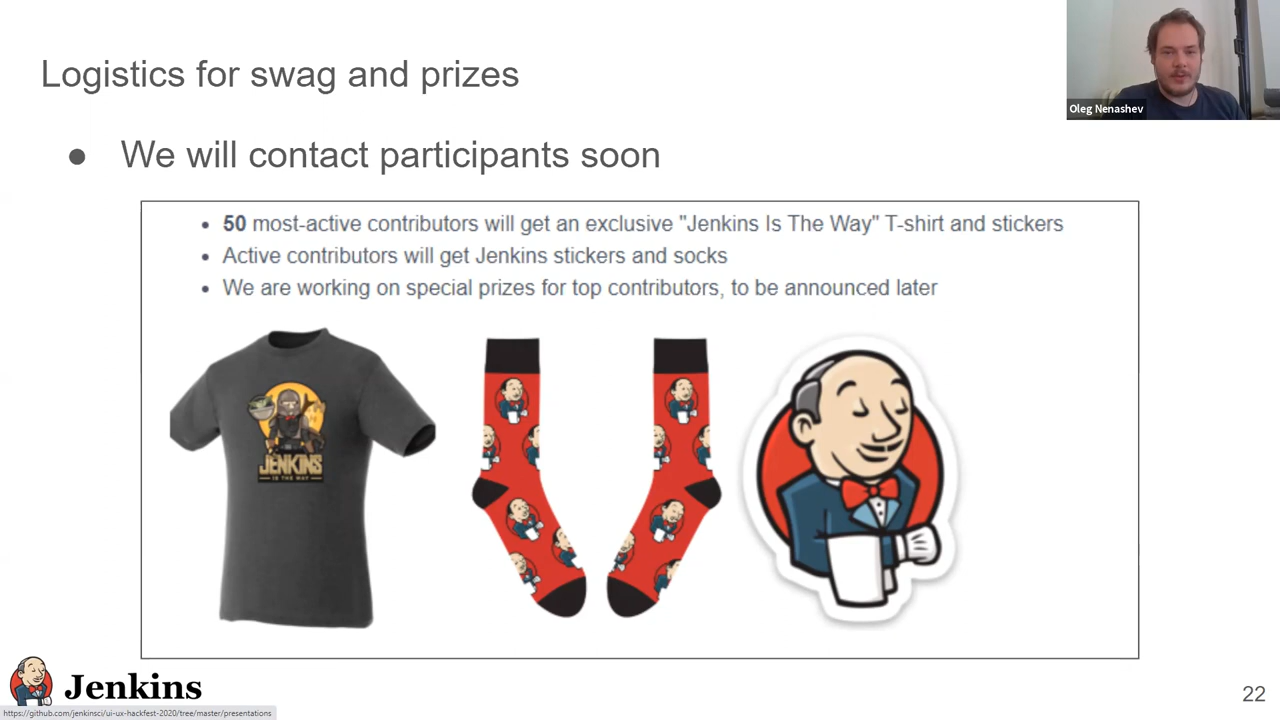 Logistics for swag and prizes
Oleg Nenashev
● We will contact participants soon
• 50 most-active contributors will get an exclusive "Jenkins Is The Way" T-shirt and stickers
• Active contributors will get Jenkins stickers and socks
• We are working on special prizes for top contributors, to be announced later
JENKINS
IS THE WAY
Jenkins
22
https://github.com/jenkinsci/ui-ux-hackfest-2020/tree/master/presentations